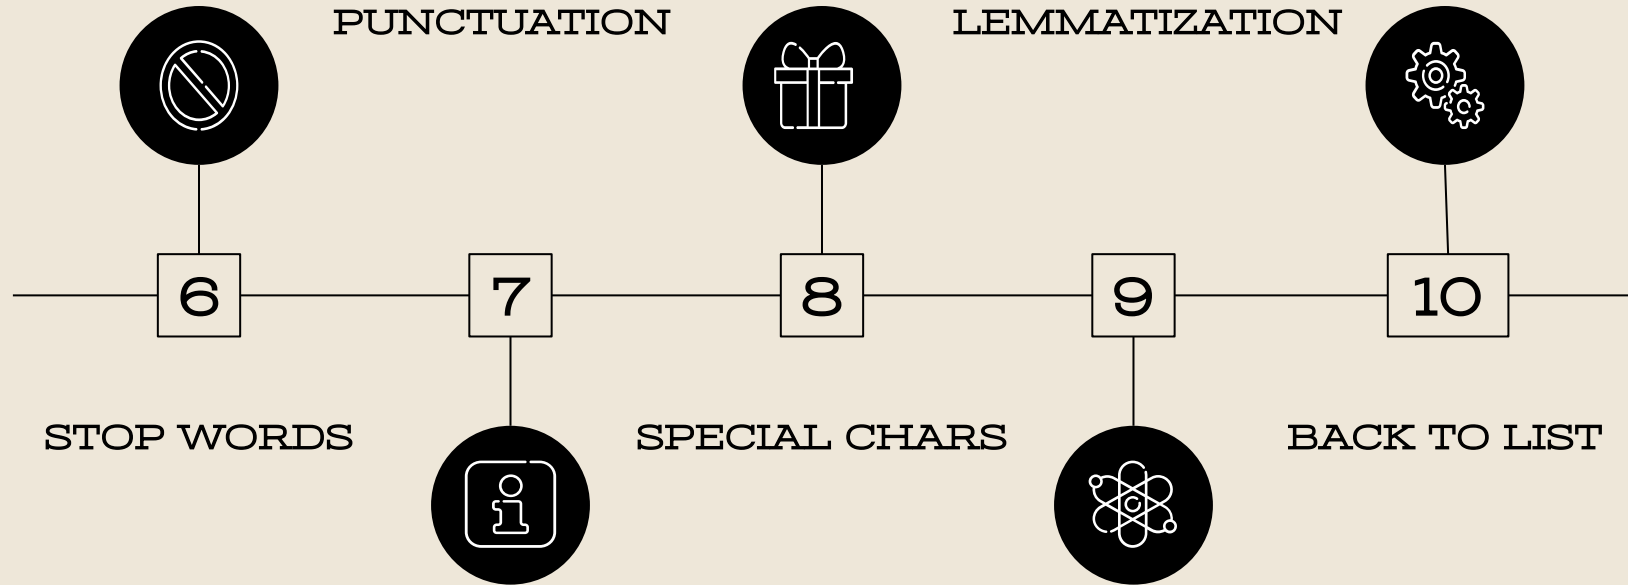 PUNCTUATION
LEMMATIZATION
6
7
8
9
10
STOP WORDS
SPECIAL CHARS
BACK TO LIST